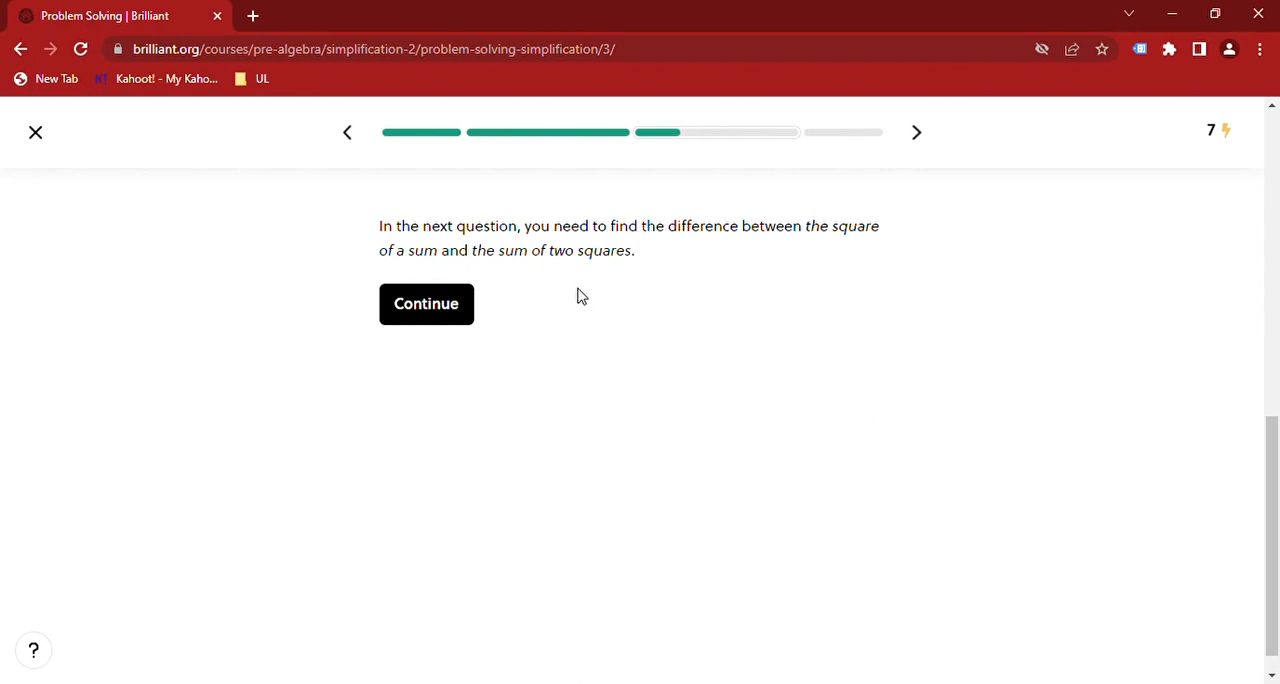 Problem Solving | Brilliant
brilliant.org/courses/pre-algebra/simplification-2/problem-solving-simplification/3/
New Tab K! Kahoot! - My Kaho... UL
7
In the next question, you need to find the difference between the square
of a sum and the sum of two squares.
Continue
?